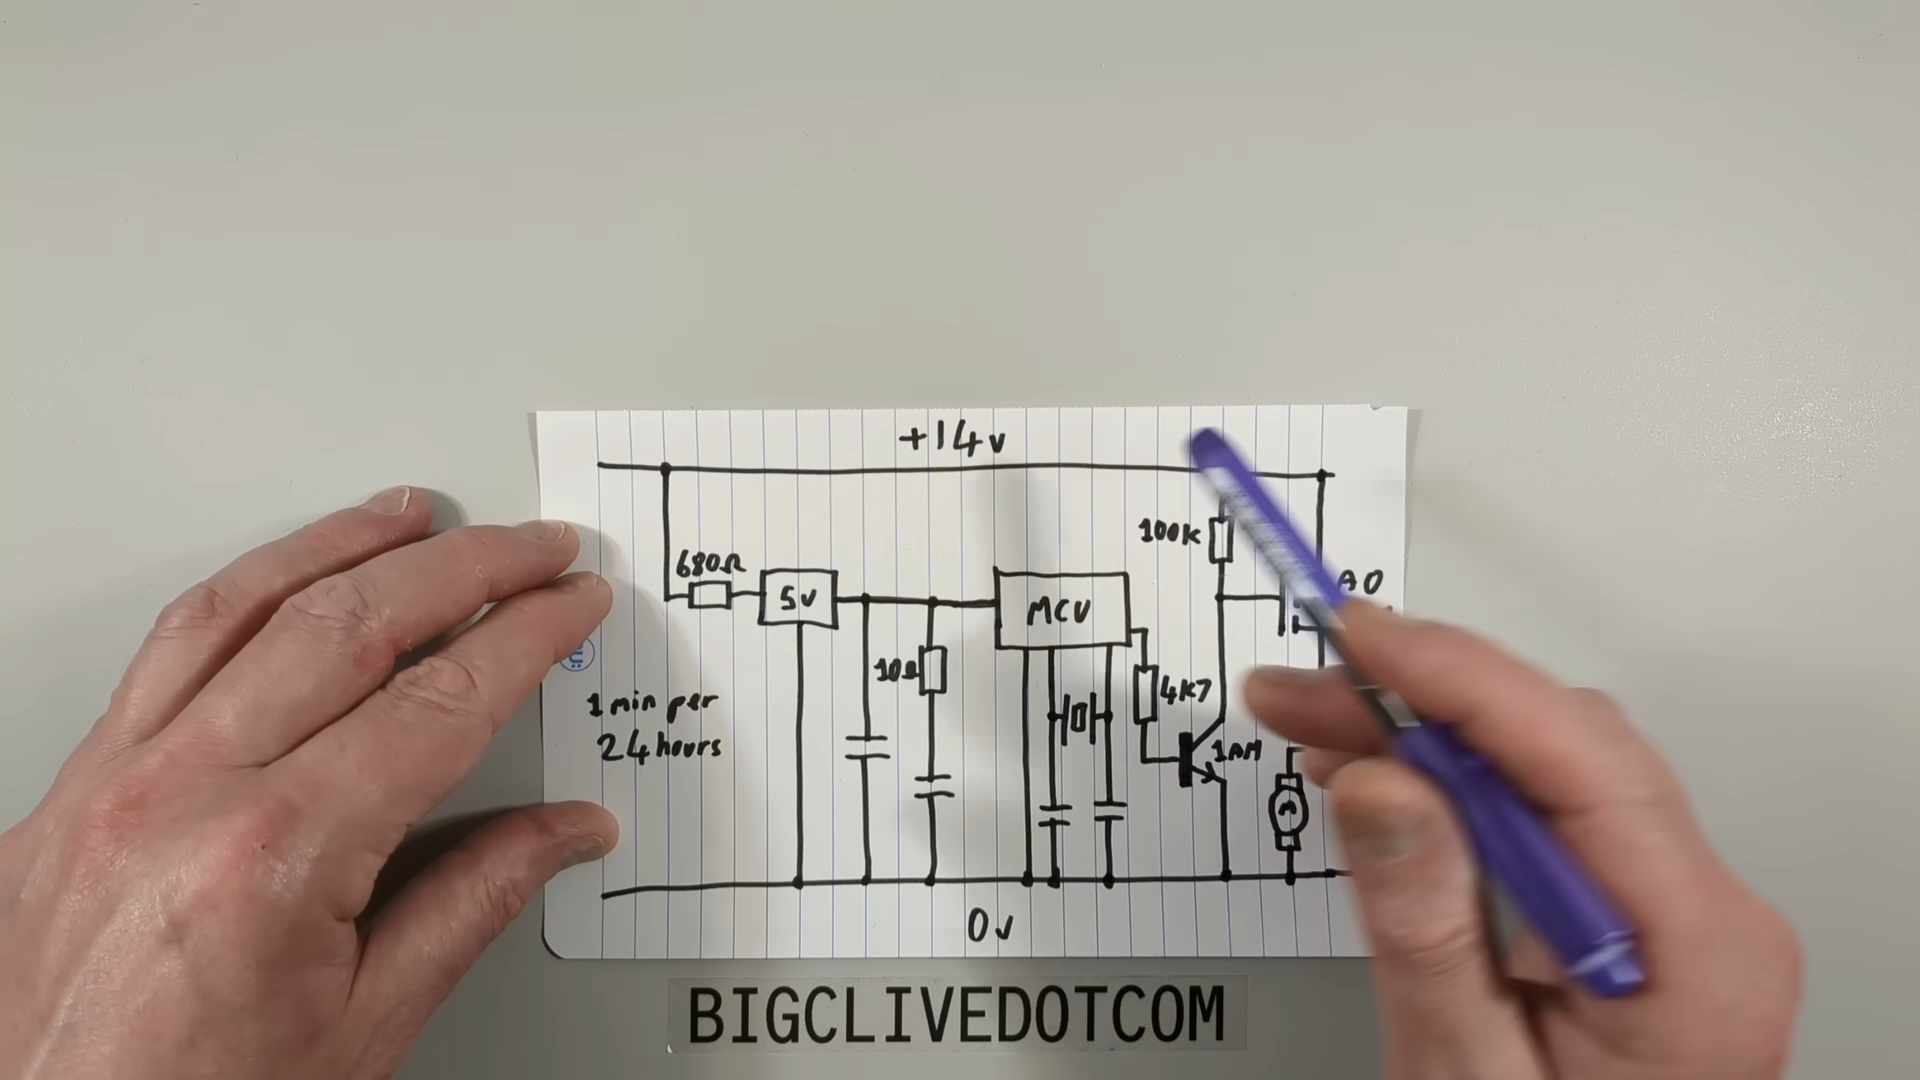 +14v
100k
680Ω
5v
MCU
A0
10Ω
4k7
1 min per
24 hours
1AM
M
0v
BIGCLIVEDOTCOM